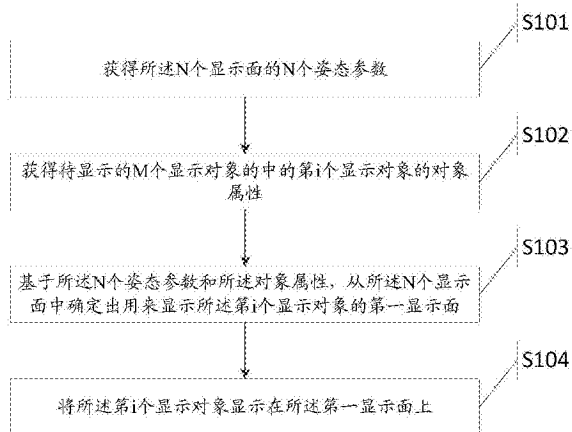 S101
获得所述N个显示面的N个姿态参数
S102
获得待显示的M个显示对象的中的第i个显示对象的对象
属性
S103
基于所述N个姿态参数和所述对象属性，从所述N个显示
面中确定出用来显示所述第i个显示对象的第一显示面
S104
将所述第i个显示对象显示在所述第一显示面上